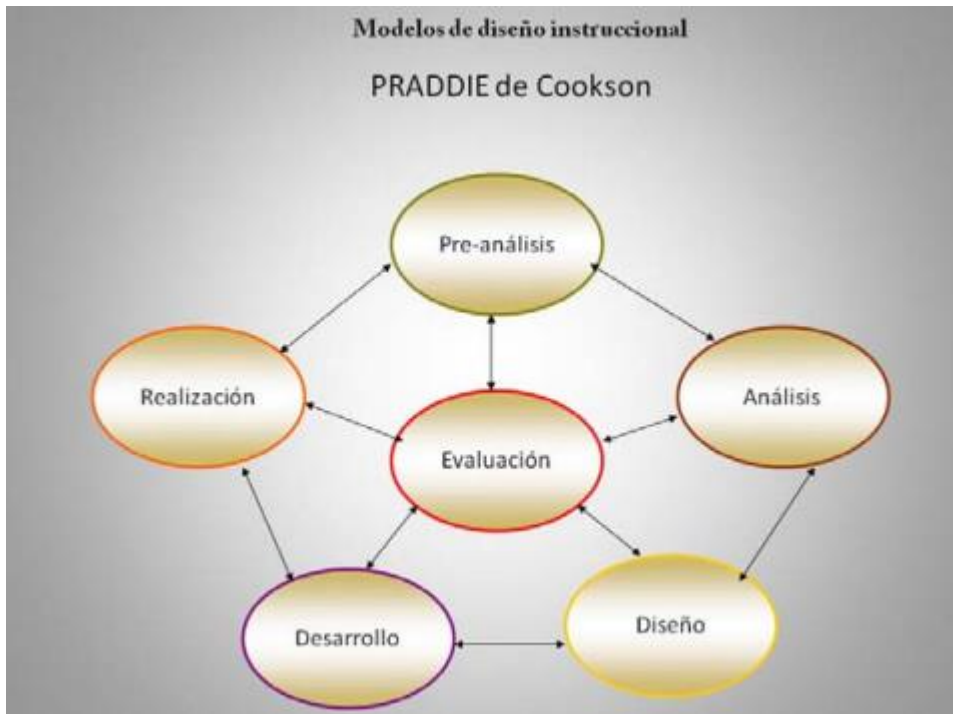 Modelos de diseño instruccional
PRADDIE de Cookson
Pre-análisis
Realización
Análisis
Evaluación
Desarrollo
Diseño